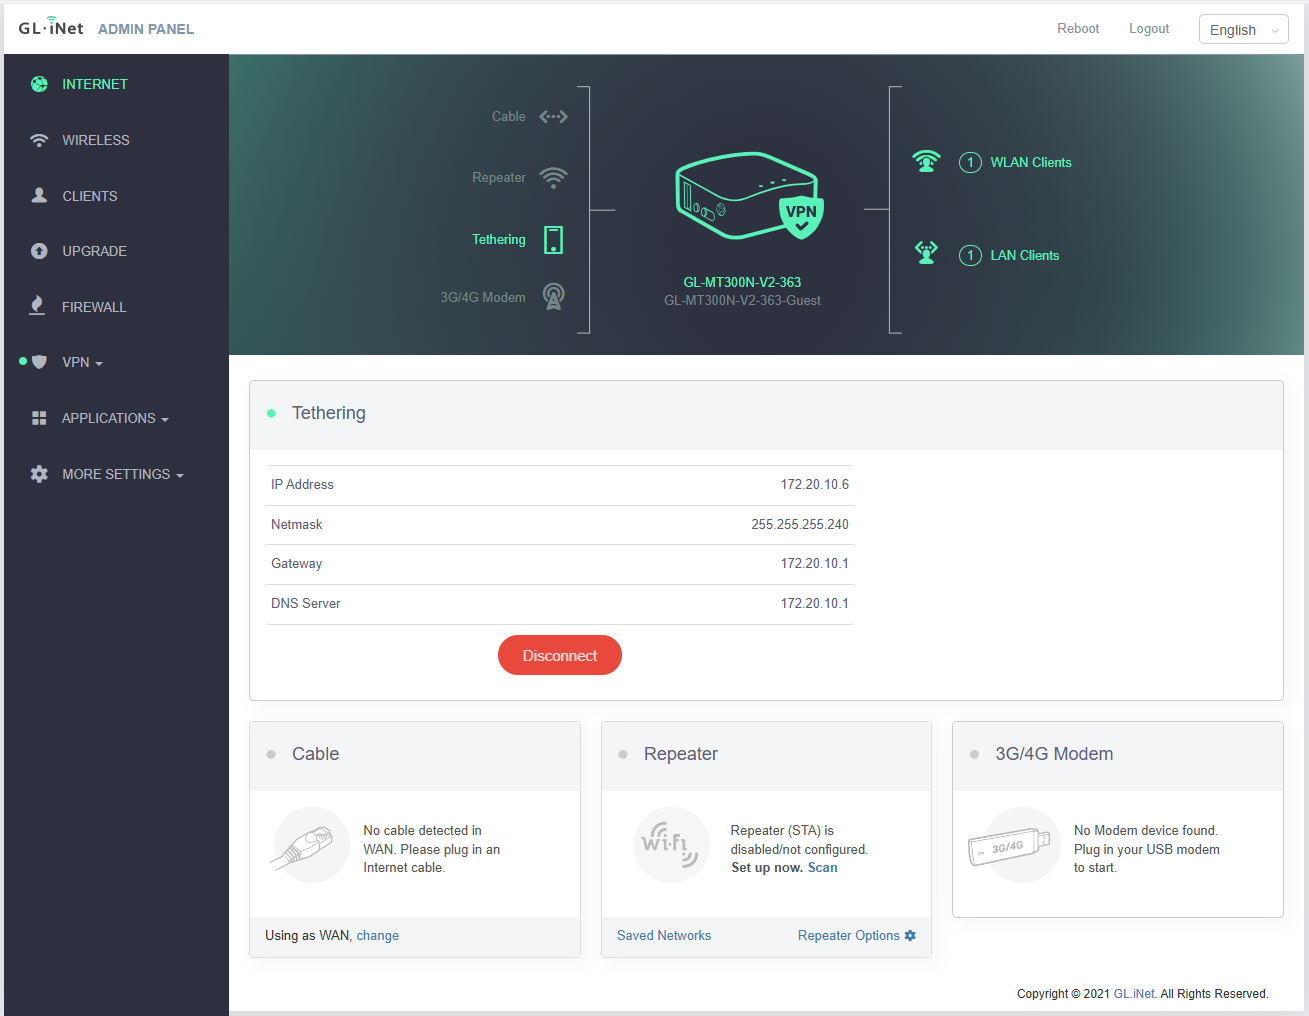 GL·iNet ADMIN PANEL
Reboot
Logout
English
INTERNET
WIRELESS
CLIENTS
UPGRADE
FIREWALL
VPN
APPLICATIONS
MORE SETTINGS
Cable
Repeater
Tethering
3G/4G Modem
VPN
GL-MT300N-V2-363
GL-MT300N-V2-363-Guest
1 WLAN Clients
1 LAN Clients
Tethering
IP Address 172.20.10.6
Netmask 255.255.255.240
Gateway 172.20.10.1
DNS Server 172.20.10.1
Disconnect
Cable
No cable detected in
WAN. Please plug in an
Internet cable.
Using as WAN, change
Repeater
Wi-Fi
Repeater (STA) is
disabled/not configured.
Set up now. Scan
Saved Networks
Repeater Options
3G/4G Modem
3G/4G
No Modem device found.
Plug in your USB modem
to start.
Copyright © 2021 GL.iNet. All Rights Reserved.